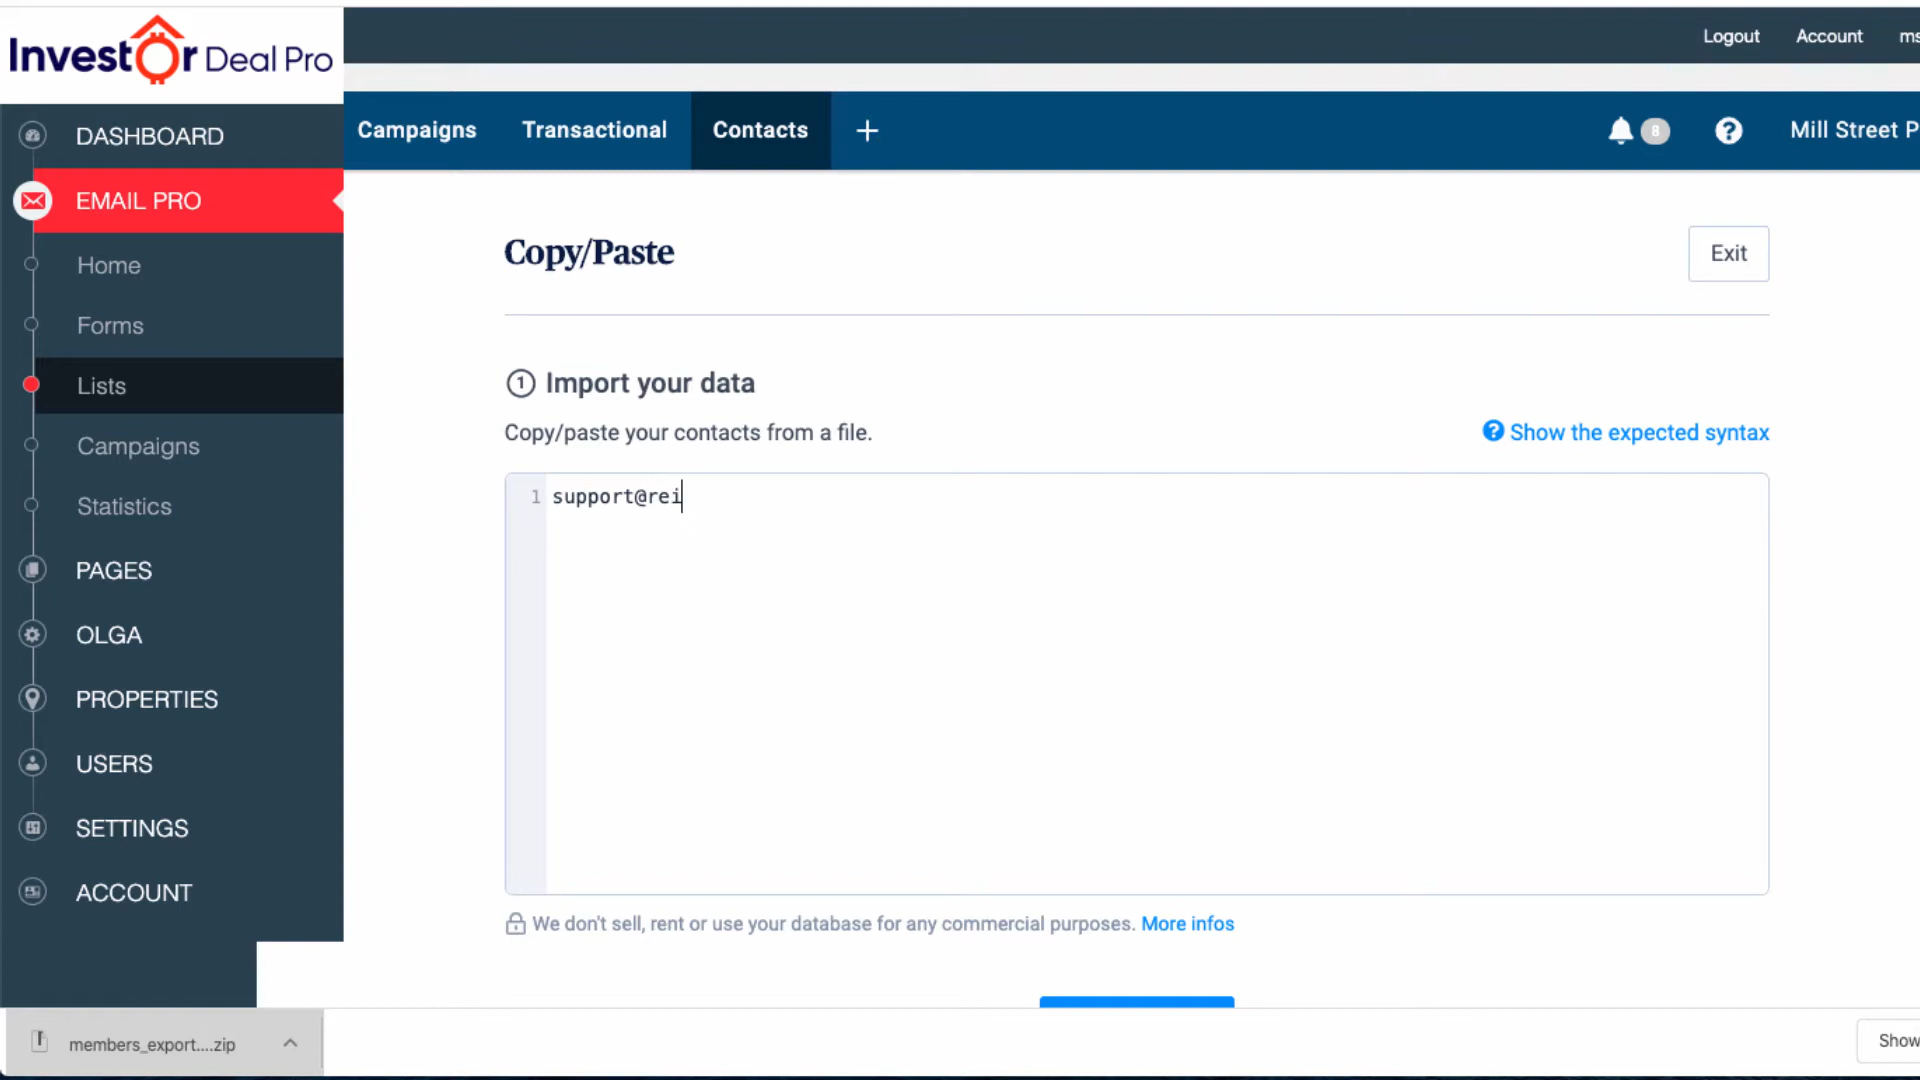 InvestOr Deal Pro
Logout Account
Campaigns Transactional Contacts + 8 ? Mill Street
DASHBOARD
EMAIL PRO
Home
Forms
Lists
Campaigns
Statistics
PAGES
OLGA
PROPERTIES
USERS
SETTINGS
ACCOUNT
Copy/Paste
Exit
1 Import your data
Copy/paste your contacts from a file.
? Show the expected syntax
1 support@rei
We don't sell, rent or use your database for any commercial purposes. More infos
members_export....zip
Show